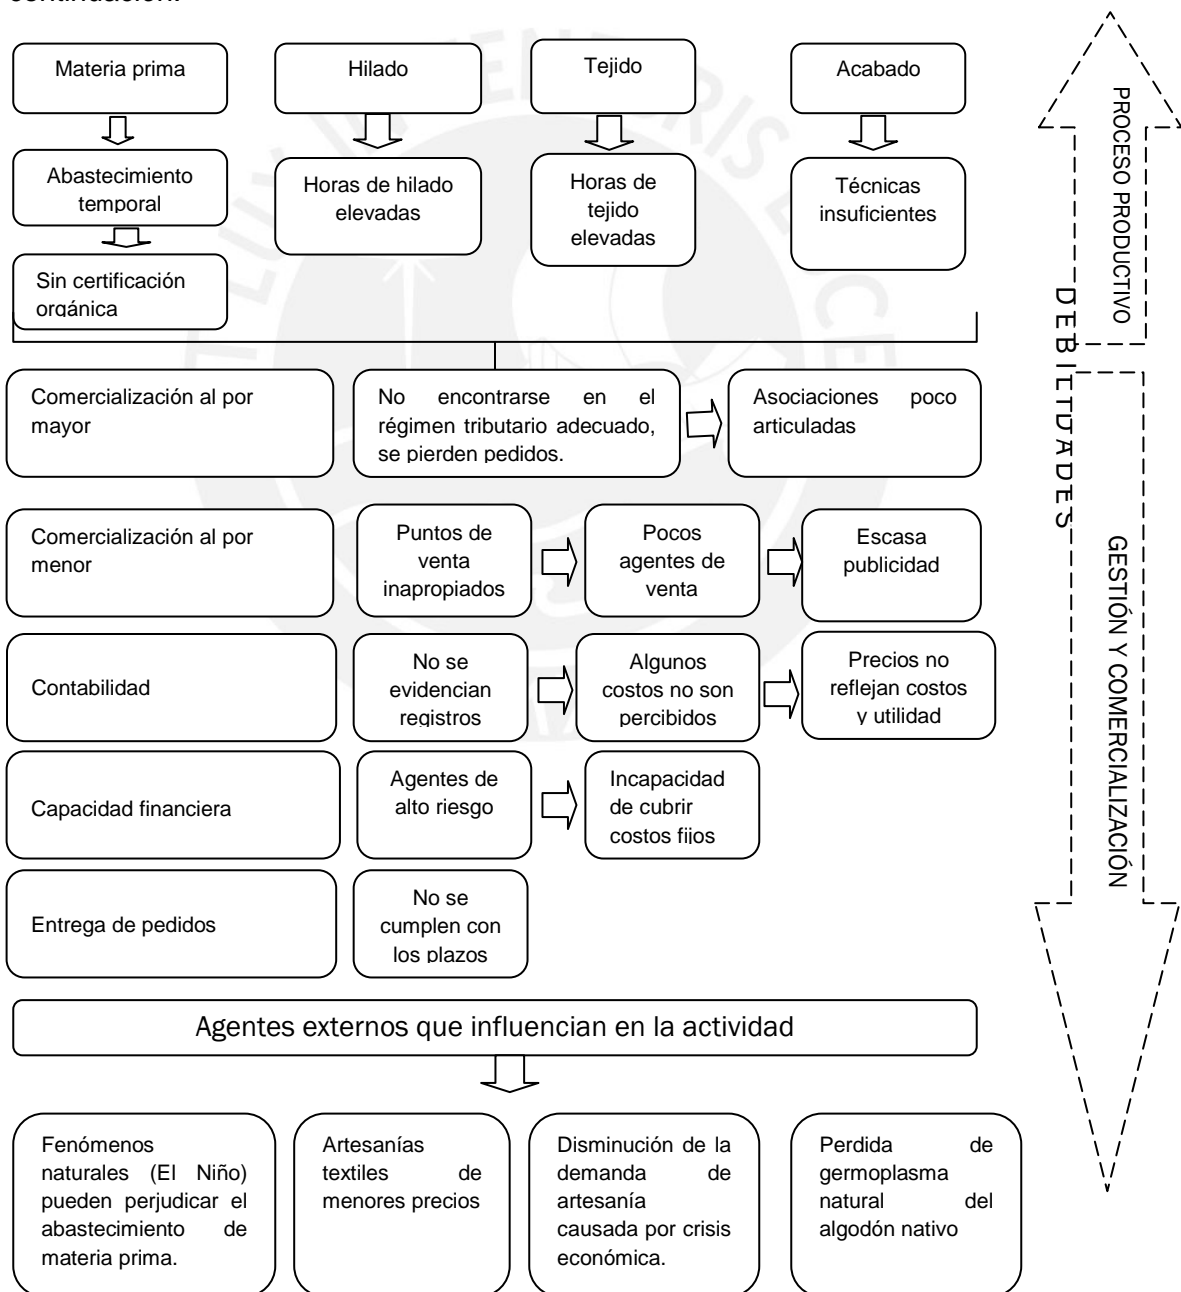 continuación.
Materia prima
Hilado
Tejido
Acabado
Abastecimiento
temporal
Horas de hilado
elevadas
Horas de
tejido
elevadas
Técnicas
insuficientes
Sin certificación
orgánica
Comercialización al por
mayor
No encontrarse en el
régimen tributario adecuado,
se pierden pedidos.
Asociaciones poco
articuladas
Comercialización al por
menor
Puntos de
venta
inapropiados
Pocos
agentes de
venta
Escasa
publicidad
Contabilidad
No se
evidencian
registros
Algunos
costos no son
percibidos
Precios no
reflejan costos
y utilidad
Capacidad financiera
Agentes de
alto riesgo
Incapacidad
de cubrir
costos fijos
Entrega de pedidos
No se
cumplen con
los plazos
Agentes externos que influencian en la actividad
Fenómenos
naturales (El Niño)
pueden perjudicar el
abastecimiento de
materia prima.
Artesanías
textiles de
menores precios
Disminución de la
demanda de
artesanía
causada por crisis
económica.
Perdida de
germoplasma
natural del
algodón nativo
PROCESO PRODUCTIVO
DEBILIDADES
GESTIÓN Y COMERCIALIZACIÓN